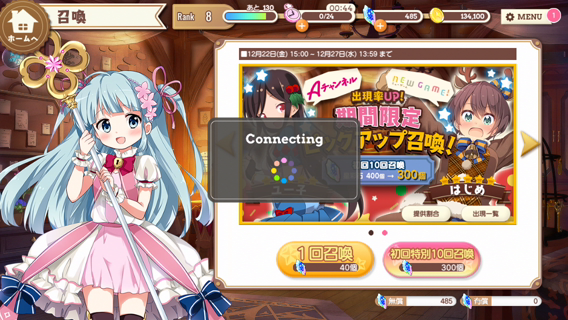 召喚
Rank 8
あと 130
00:44
0/24
485
134,100
MENU
1
ホームへ
■12月22日(金) 15:00 ~ 12月27日(水) 13:59 まで
Aチャンネル
NEW GAME!
出現率UP!
期間限定
クアップ召喚!
Connecting
10回召喚
400個→300個
ユー子
はじめ
提供割合
出現一覧
1回召喚
40個
初回特別10回召喚
300個
無償 485
有償 0